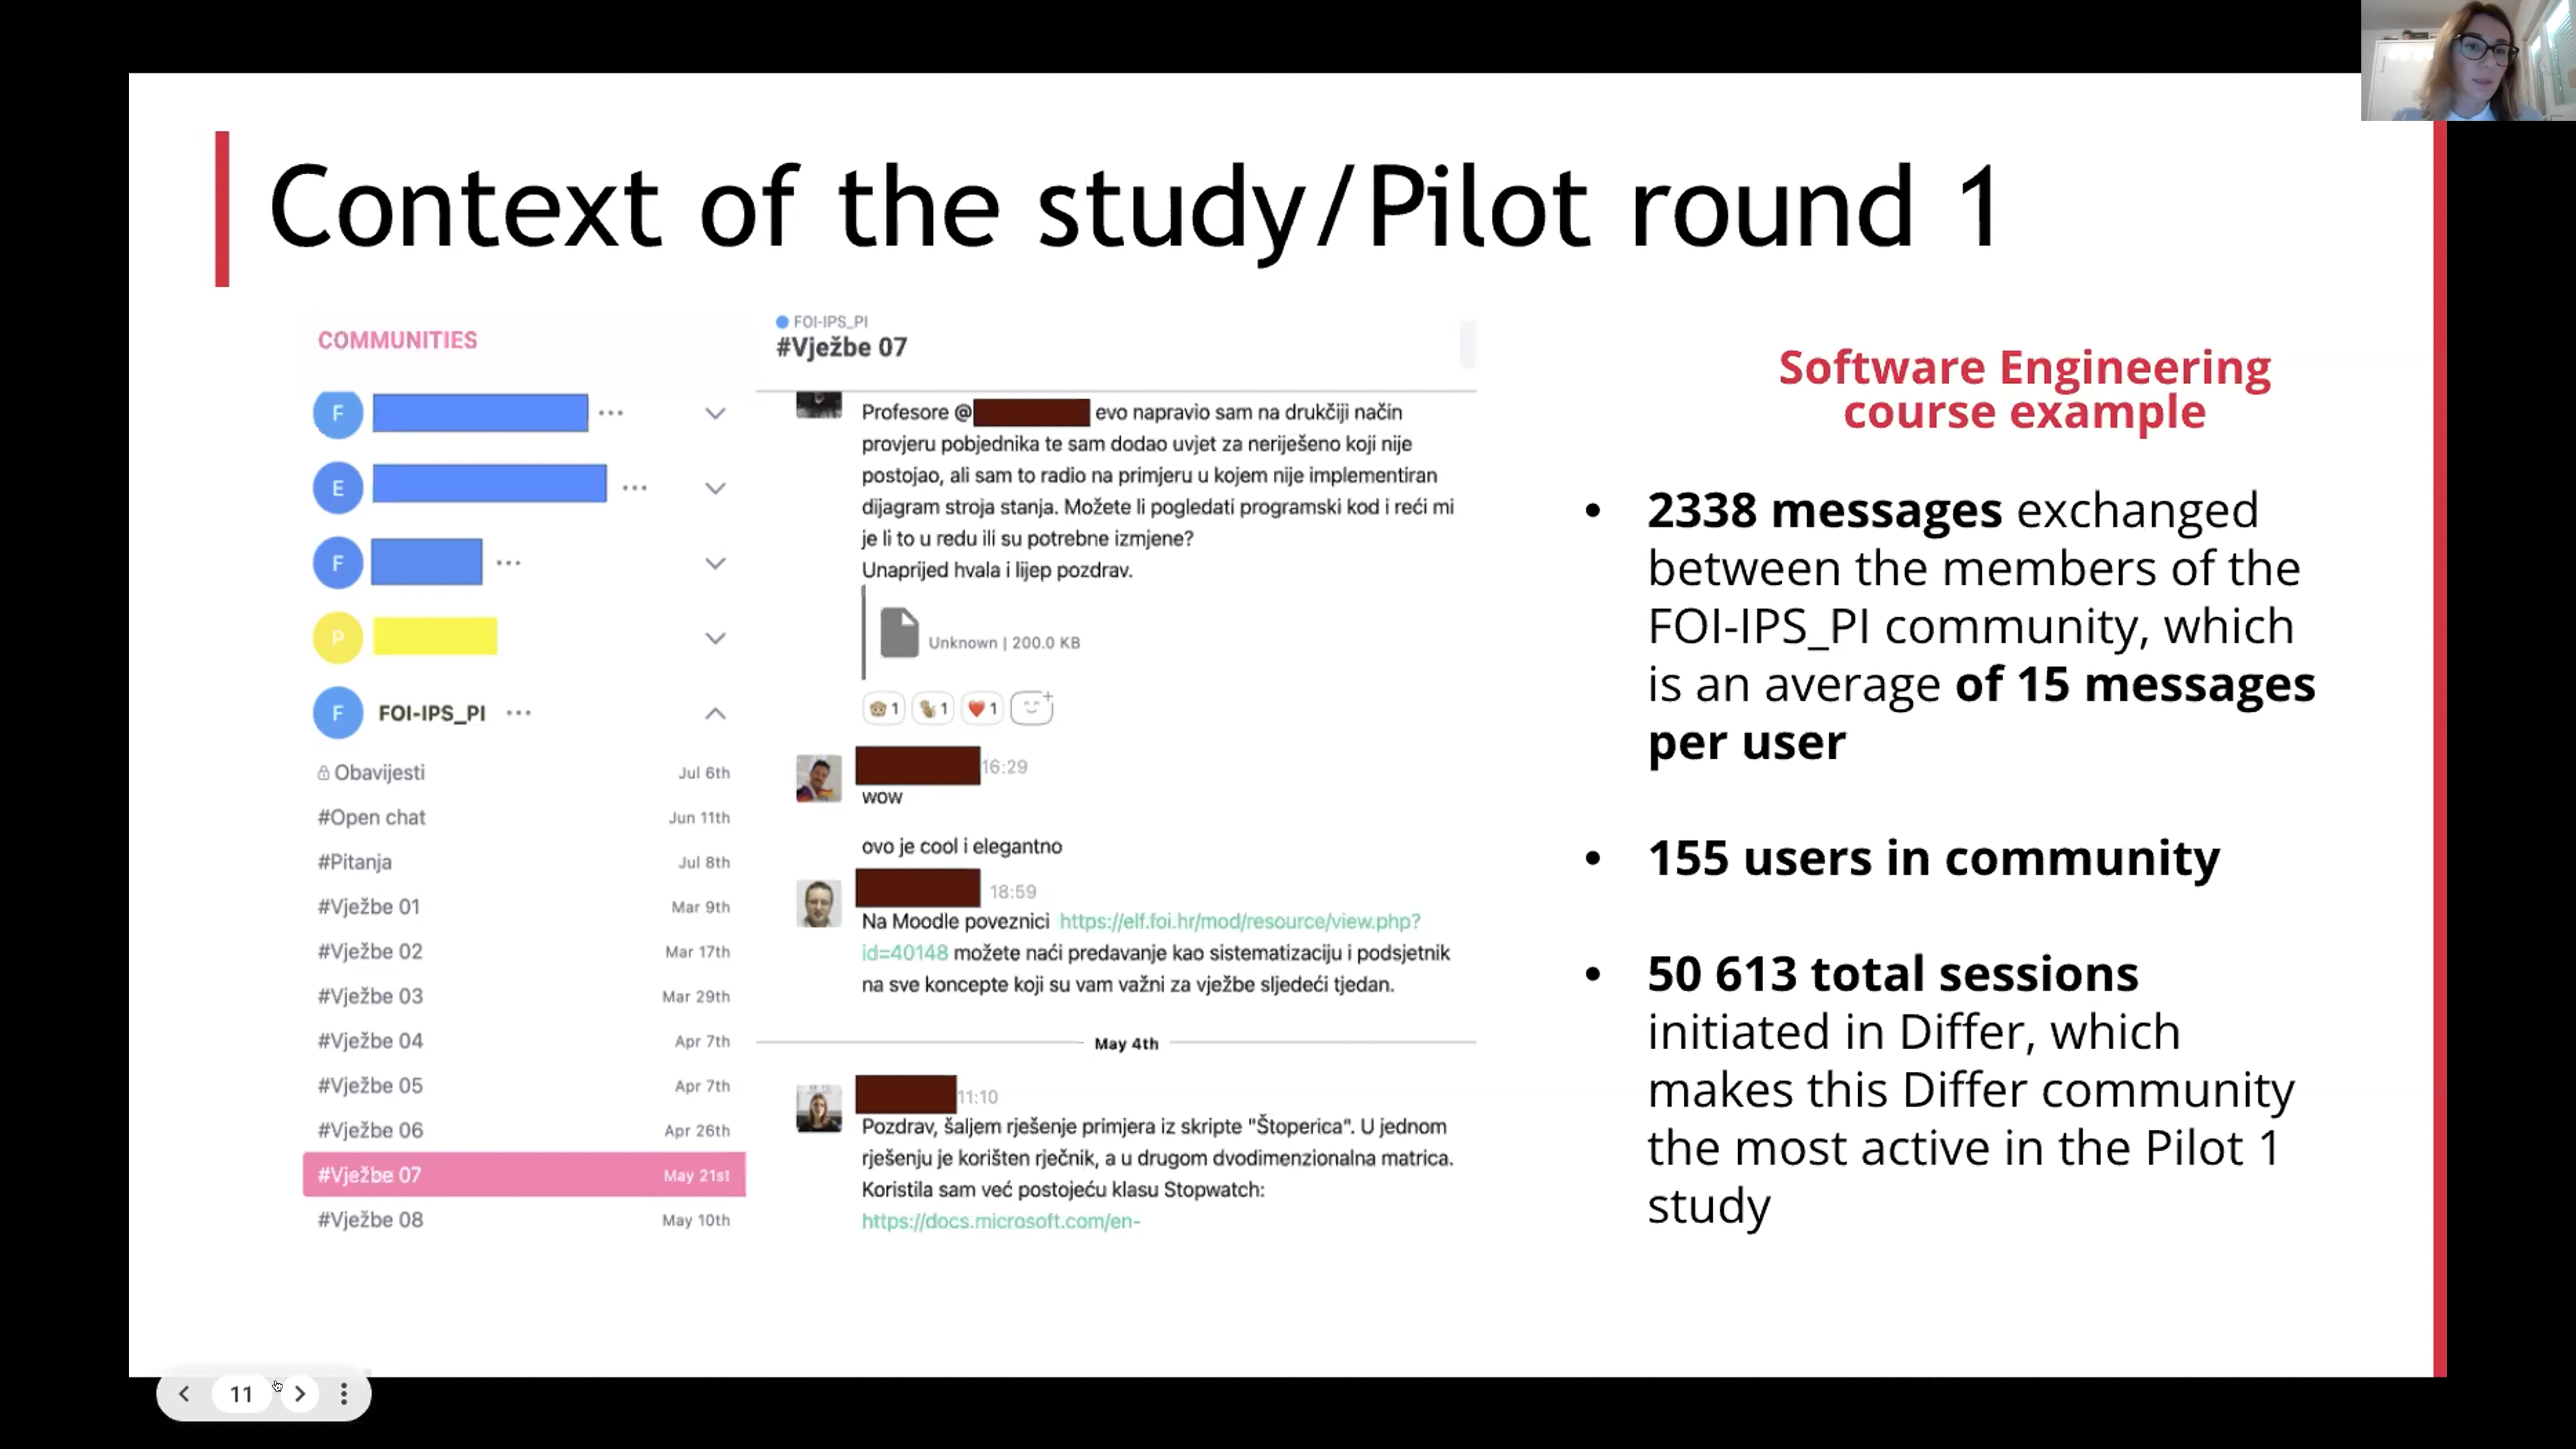 Context of the study/Pilot round 1
COMMUNITIES
F
E
F
P
F FOI-IPS_PI
Obavijesti Jul 6th
#Open chat Jun 11th
#Pitanja Jul 8th
#Vježbe 01 Mar 9th
#Vježbe 02 Mar 17th
#Vježbe 03 Mar 29th
#Vježbe 04 Apr 7th
#Vježbe 05 Apr 7th
#Vježbe 06 Apr 26th
#Vježbe 07 May 21st
#Vježbe 08 May 10th
FOI-IPS_PI
#Vježbe 07
Profesore @ evo napravio sam na drukčiji način
provjeru pobjednika te sam dodao uvjet za neriješeno koji nije
postojao, ali sam to radio na primjeru u kojem nije implementiran
dijagram stroja stanja. Možete li pogledati programski kod i reći mi
je li to u redu ili su potrebne izmjene?
Unaprijed hvala i lijep pozdrav.
Unknown | 200.0 KB
1 1 1
16:29
wow
ovo je cool i elegantno
18:59
Na Moodle poveznici https://elf.foi.hr/mod/resource/view.php?
id=40148 možete naći predavanje kao sistematizaciju i podsjetnik
na sve koncepte koji su vam važni za vježbe sljedeći tjedan.
May 4th
11:10
Pozdrav, šaljem rješenje primjera iz skripte "Štoperica". U jednom
rješenju je korišten rječnik, a u drugom dvodimenzionalna matrica.
Koristila sam već postojeću klasu Stopwatch:
https://docs.microsoft.com/en-
Software Engineering
course example
• 2338 messages exchanged
between the members of the
FOI-IPS_PI community, which
is an average of 15 messages
per user
• 155 users in community
• 50 613 total sessions
initiated in Differ, which
makes this Differ community
the most active in the Pilot 1
study
11